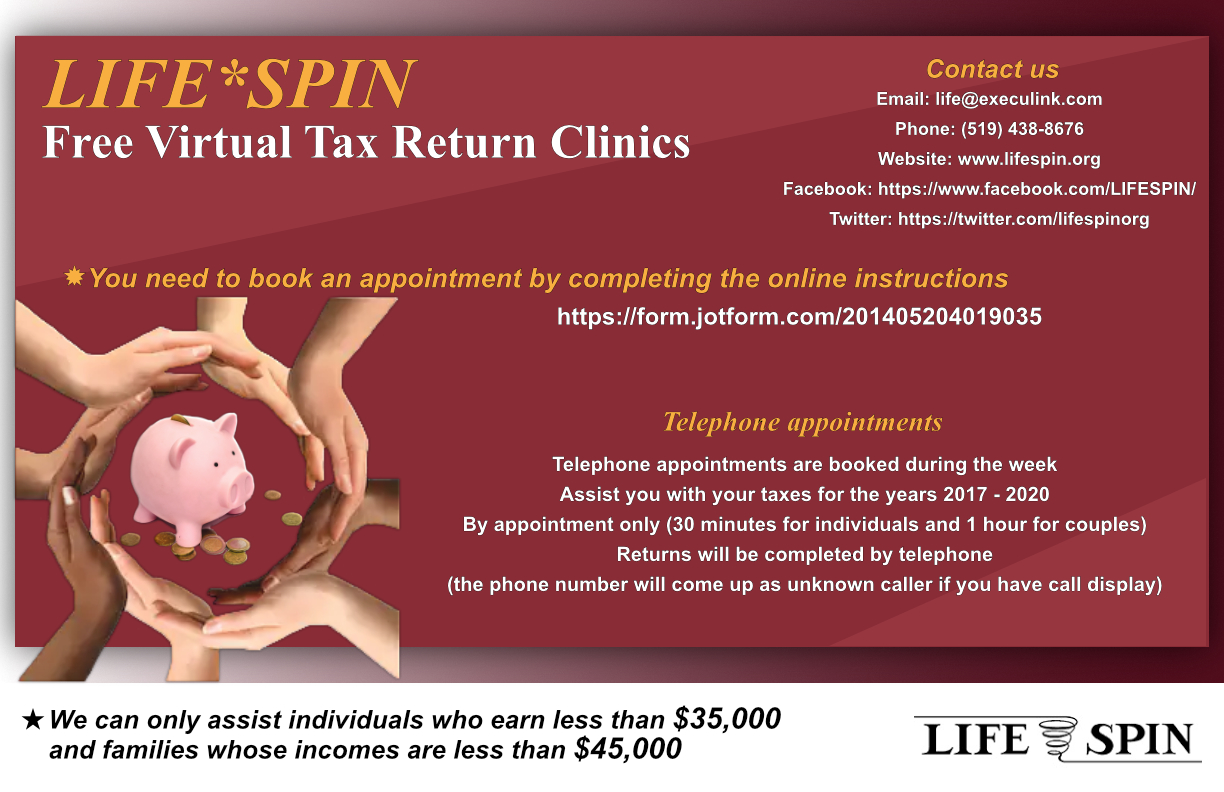 LIFE*SPIN
Free Virtual Tax Return Clinics
Contact us
Email: life@execulink.com
Phone: (519) 438-8676
Website: www.lifespin.org
Facebook: https://www.facebook.com/LIFESPIN/
Twitter: https://twitter.com/lifespinorg
You need to book an appointment by completing the online instructions
https://form.jotform.com/201405204019035
Telephone appointments
Telephone appointments are booked during the week
Assist you with your taxes for the years 2017 - 2020
By appointment only (30 minutes for individuals and 1 hour for couples)
Returns will be completed by telephone
(the phone number will come up as unknown caller if you have call display)
★ We can only assist individuals who earn less than $35,000
and families whose incomes are less than $45,000
LIFE SPIN